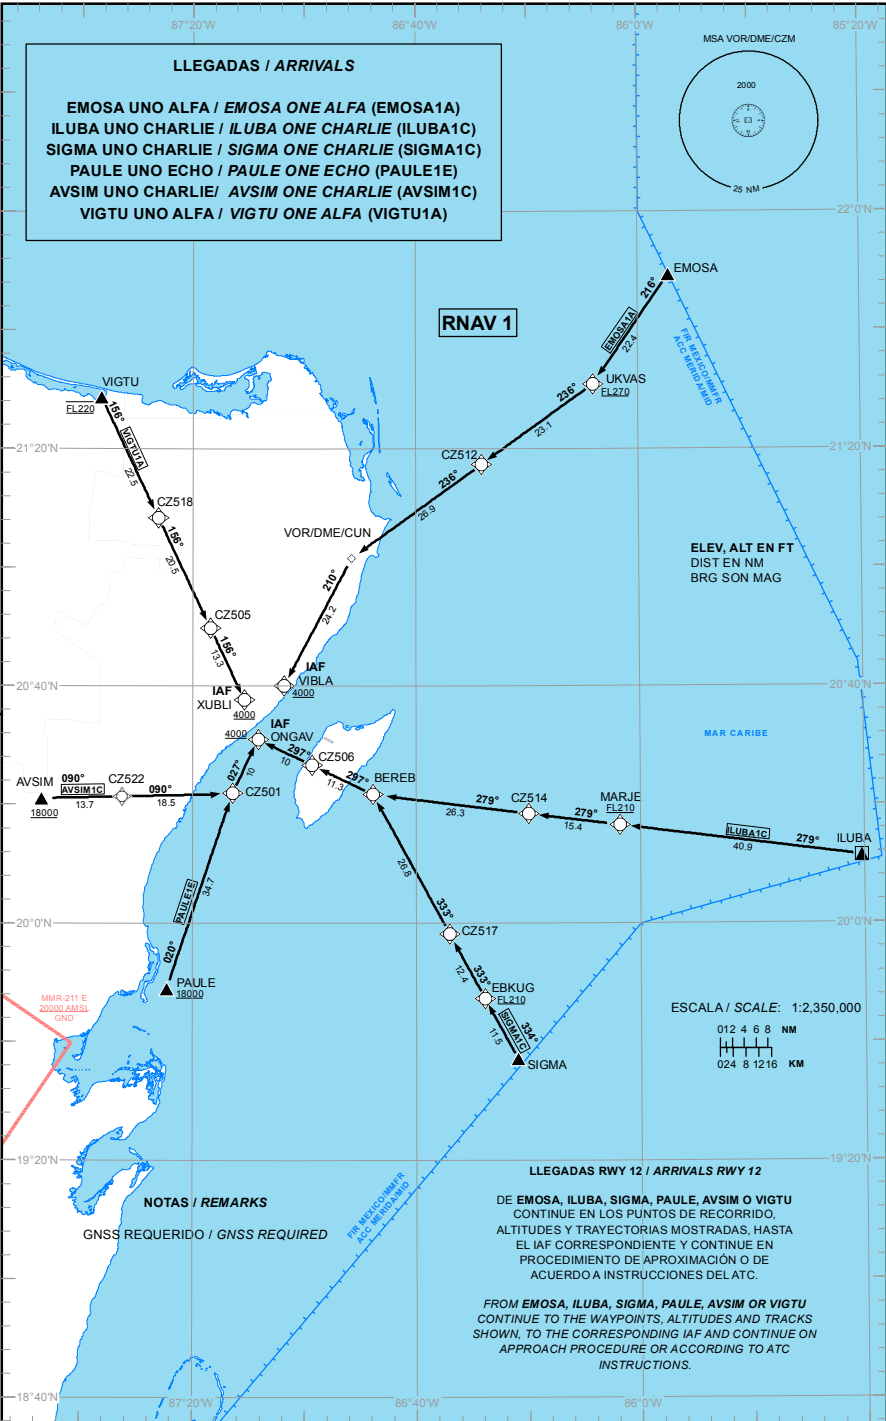 87°20'W
86°40'W
86°0'W
85°20'W
LLEGADAS / ARRIVALS
EMOSA UNO ALFA / EMOSA ONE ALFA (EMOSA1A)
ILUBA UNO CHARLIE / ILUBA ONE CHARLIE (ILUBA1C)
SIGMA UNO CHARLIE / SIGMA ONE CHARLIE (SIGMA1C)
PAULE UNO ECHO / PAULE ONE ECHO (PAULE1E)
AVSIM UNO CHARLIE/ AVSIM ONE CHARLIE (AVSIM1C)
VIGTU UNO ALFA / VIGTU ONE ALFA (VIGTU1A)
MSA VOR/DME/CZM
2000
25 NM
22°0'N
EMOSA
216°
EMOSA1A
22.4
RNAV 1
FIR MEXICO/MMFR
ACC MERIDA/MID
UKVAS
FL270
236°
23.1
VIGTU
FL220
156°
VIGTU1A
22.5
21°20'N
21°20'N
CZ512
236°
26.9
CZ518
156°
20.5
VOR/DME/CUN
210°
24.2
ELEV, ALT EN FT
DIST EN NM
BRG SON MAG
CZ505
156°
13.3
IAF
XUBLI
4000
IAF
VIBLA
4000
20°40'N
20°40'N
4000
IAF
ONGAV
297°
10
CZ506
297°
11.3
BEREB
MAR CARIBE
AVSIM
18000
090°
AVSIM1C
13.7
CZ522
090°
18.5
CZ501
027°
10
279°
26.3
CZ514
279°
15.4
MARJE
FL210
ILUBA1C
40.9
279°
ILUBA
26.8
PAULE1E
34.7
020°
20°0'N
20°0'N
333°
CZ517
PAULE
18000
12.4
333°
EBKUG
FL210
SIGMA1C
334°
11.5
SIGMA
MMR-211 E
20000 AMSL
GND
ESCALA / SCALE: 1:2,350,000
012 4 6 8 NM
024 8 1216 KM
19°20'N
19°20'N
NOTAS / REMARKS
GNSS REQUERIDO / GNSS REQUIRED
FIR MEXICO/MMFR
ACC MERIDA/MID
LLEGADAS RWY 12 / ARRIVALS RWY 12
DE EMOSA, ILUBA, SIGMA, PAULE, AVSIM O VIGTU
CONTINUE EN LOS PUNTOS DE RECORRIDO,
ALTITUDES Y TRAYECTORIAS MOSTRADAS, HASTA
EL IAF CORRESPONDIENTE Y CONTINUE EN
PROCEDIMIENTO DE APROXIMACIÓN O DE
ACUERDO A INSTRUCCIONES DEL ATC.
FROM EMOSA, ILUBA, SIGMA, PAULE, AVSIM OR VIGTU
CONTINUE TO THE WAYPOINTS, ALTITUDES AND TRACKS
SHOWN, TO THE CORRESPONDING IAF AND CONTINUE ON
APPROACH PROCEDURE OR ACCORDING TO ATC
INSTRUCTIONS.
18°40'N
18°40'N
87°20'W
86°40'W
86°0'W